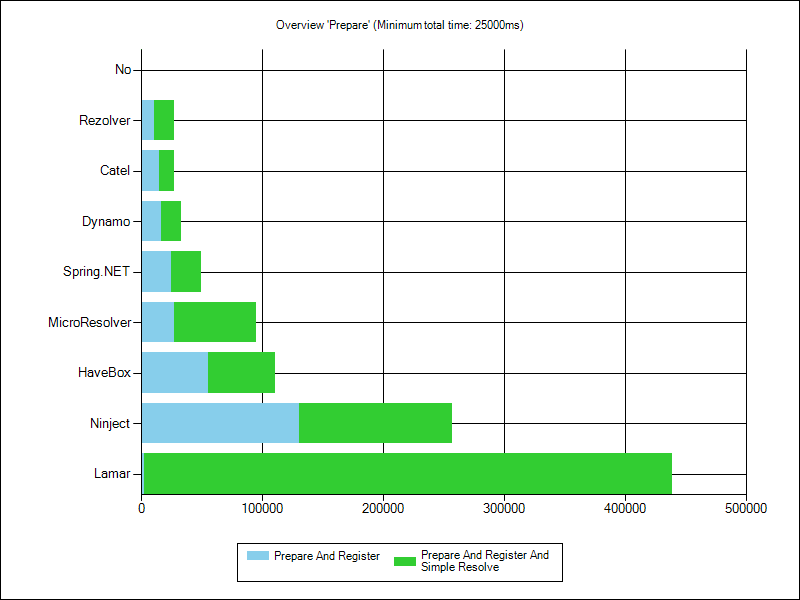 Overview 'Prepare' (Minimum total time: 25000ms)
No
Rezolver
Catel
Dynamo
Spring.NET
MicroResolver
HaveBox
Ninject
Lamar
0 100000 200000 300000 400000 500000
Prepare And Register
Prepare And Register And
Simple Resolve